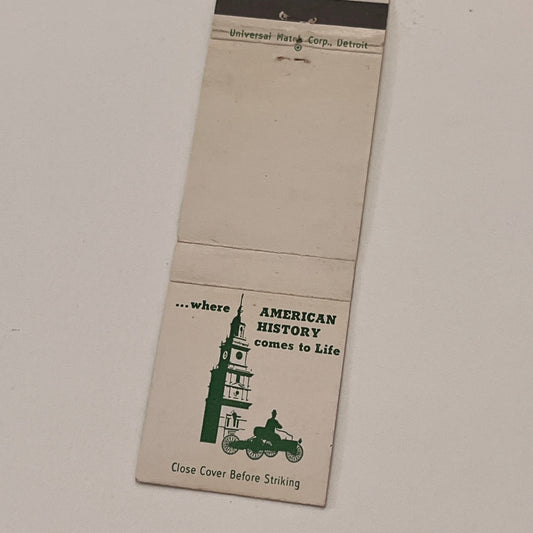 Universal Match Corp., Detroit
...where AMERICAN
HISTORY
comes to Life
Close Cover Before Striking